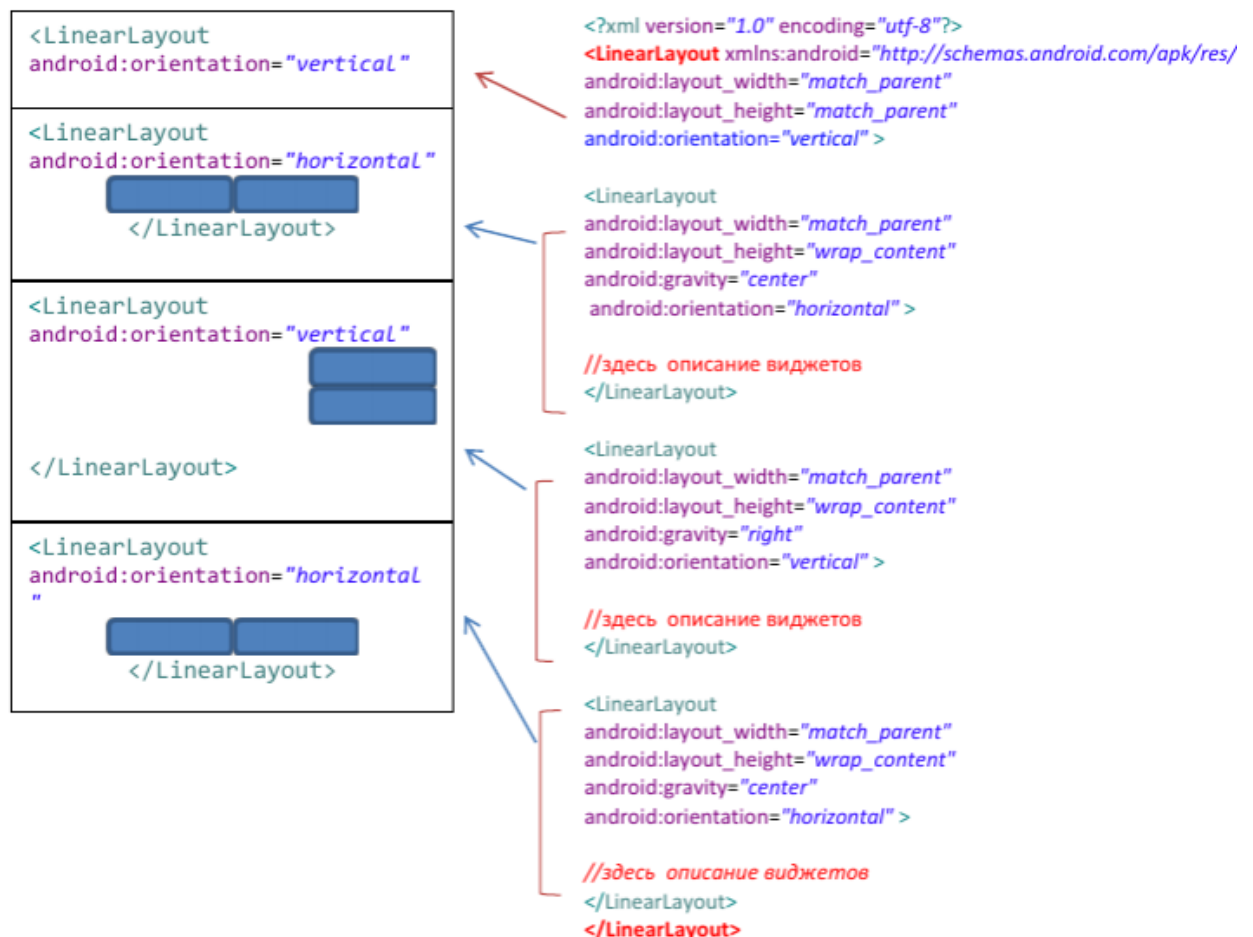 <LinearLayout
android:orientation="vertical"
<LinearLayout
android:orientation="horizontal"
</LinearLayout>
<LinearLayout
android:orientation="vertical"
</LinearLayout>
<LinearLayout
android:orientation="horizontal
"
</LinearLayout>
<?xml version="1.0" encoding="utf-8"?>
<LinearLayout xmlns:android="http://schemas.android.com/apk/res/
android:layout_width="match_parent"
android:layout_height="match_parent"
android:orientation="vertical" >
<LinearLayout
android:layout_width="match_parent"
android:layout_height="wrap_content"
android:gravity="center"
android:orientation="horizontal" >
//здесь описание виджетов
</LinearLayout>
<LinearLayout
android:layout_width="match_parent"
android:layout_height="wrap_content"
android:gravity="right"
android:orientation="vertical" >
//здесь описание виджетов
</LinearLayout>
<LinearLayout
android:layout_width="match_parent"
android:layout_height="wrap_content"
android:gravity="center"
android:orientation="horizontal" >
//здесь описание виджетов
</LinearLayout>
</LinearLayout>